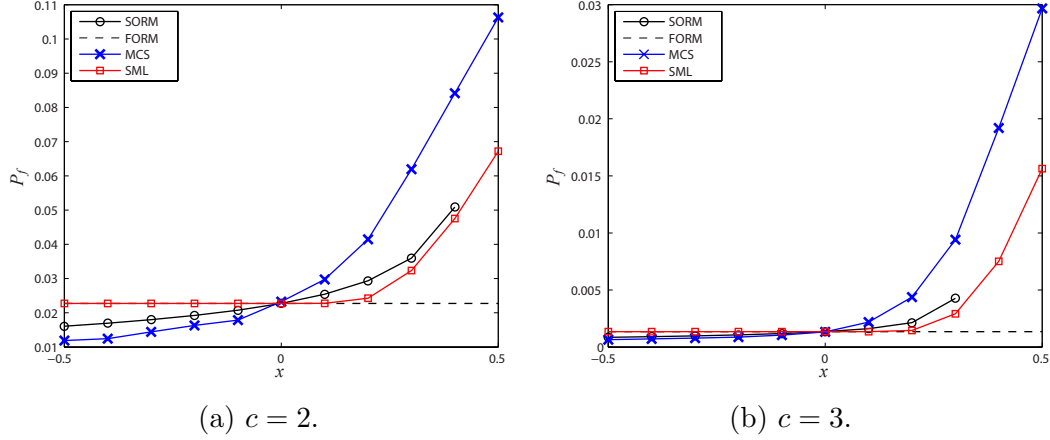 0.11
0.1
0.09
0.08
0.07
0.06
0.05
0.04
0.03
0.02
0.01
P_f
SORM
FORM
MCS
SML
−0.5
0
0.5
x
(a) c = 2.
0.03
0.025
0.02
0.015
0.01
0.005
0
P_f
SORM
FORM
MCS
SML
−0.5
0
0.5
x
(b) c = 3.